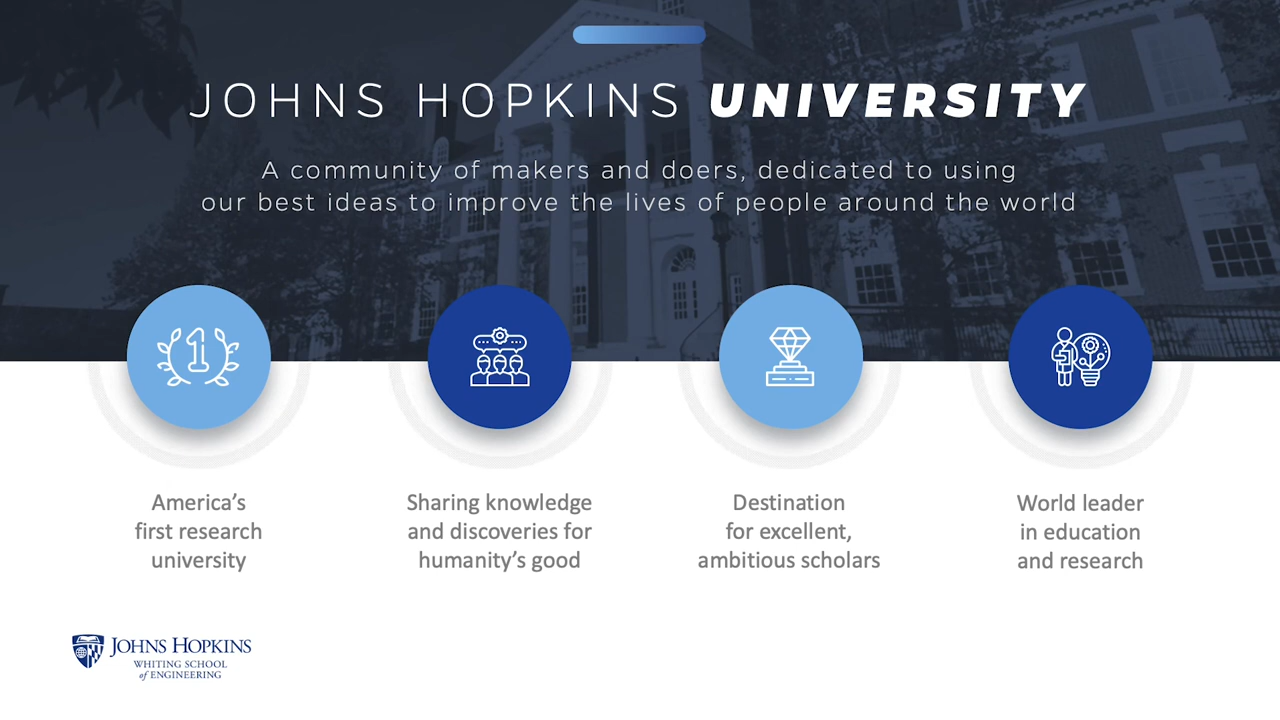 JOHNS HOPKINS UNIVERSITY
A community of makers and doers, dedicated to using
our best ideas to improve the lives of people around the world
1
America’s
first research
university
Sharing knowledge
and discoveries for
humanity’s good
Destination
for excellent,
ambitious scholars
World leader
in education
and research
JOHNS HOPKINS
WHITING SCHOOL
of ENGINEERING